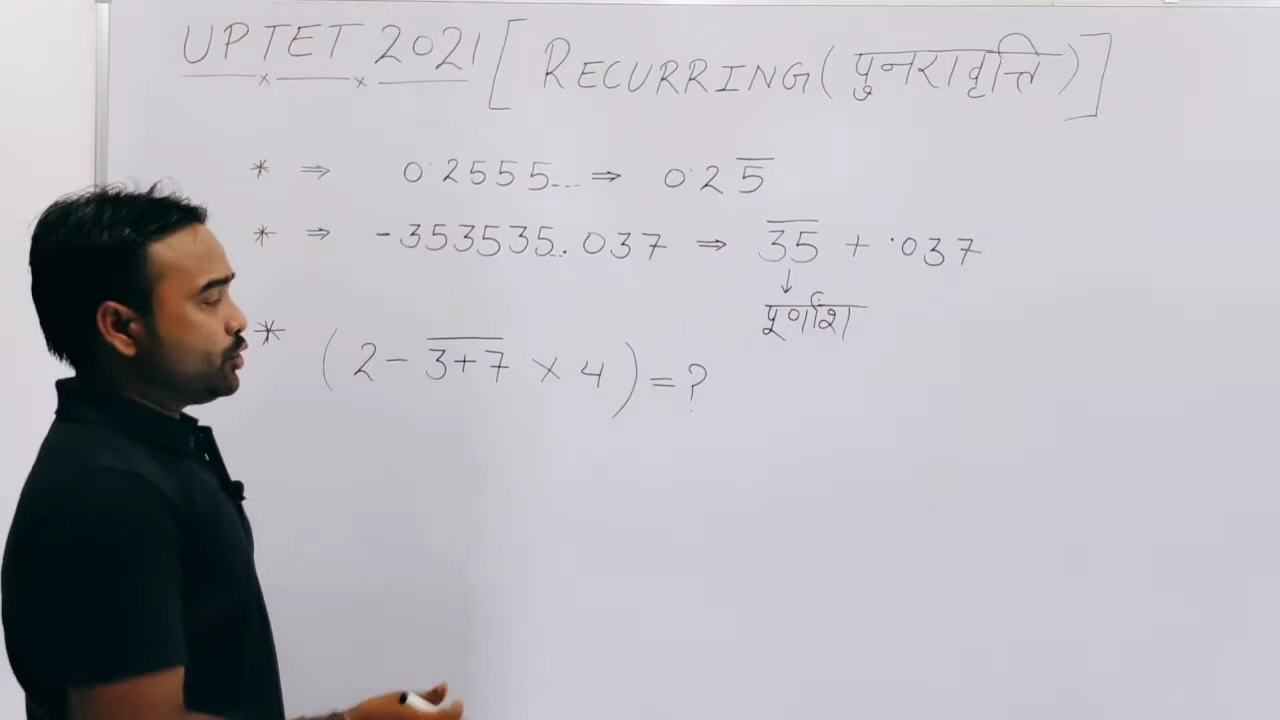 UPTET 2021 [ RECURRING (पुनरावृत्ति) ]
* ⇒ 0.2555... ⇒ 0.25̅
* ⇒ -353535...037 ⇒ 3̅5̅ + .037
↓
पूर्णांश
* (2 - 3̅+̅7̅ × 4) = ?